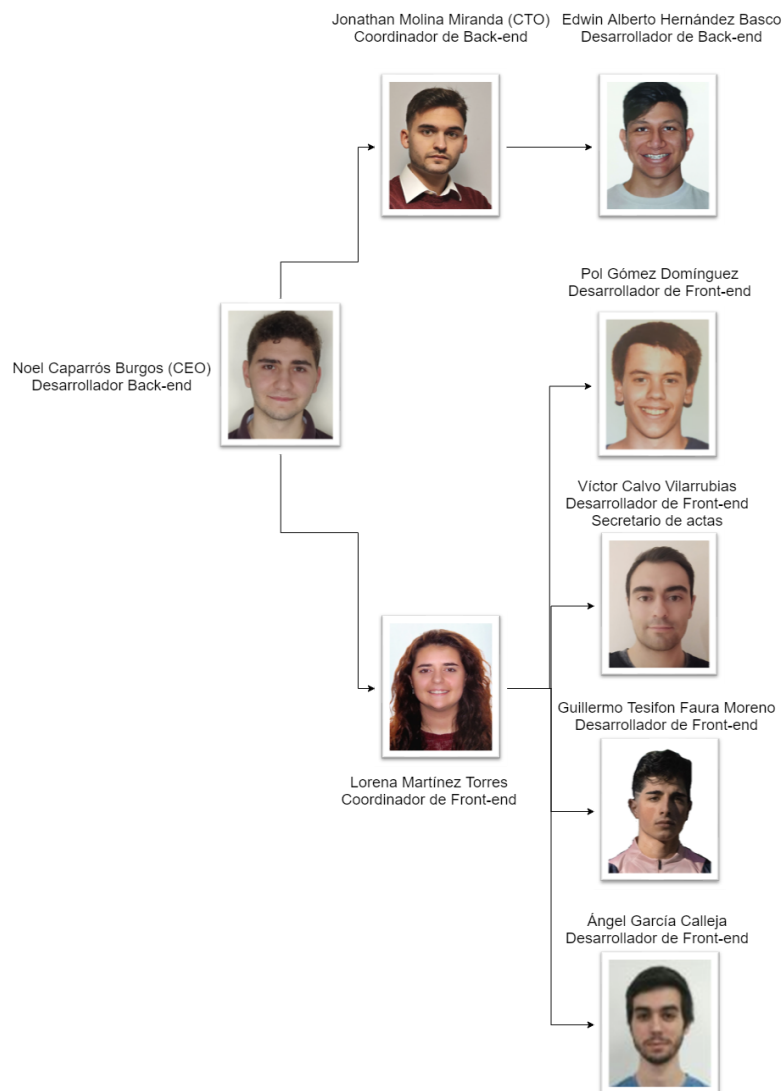 Jonathan Molina Miranda (CTO)
Coordinador de Back-end
Edwin Alberto Hernández Basco
Desarrollador de Back-end
Noel Caparrós Burgos (CEO)
Desarrollador Back-end
Pol Gómez Domínguez
Desarrollador de Front-end
Víctor Calvo Vilarrubias
Desarrollador de Front-end
Secretario de actas
Lorena Martínez Torres
Coordinador de Front-end
Guillermo Tesifon Faura Moreno
Desarrollador de Front-end
Ángel García Calleja
Desarrollador de Front-end